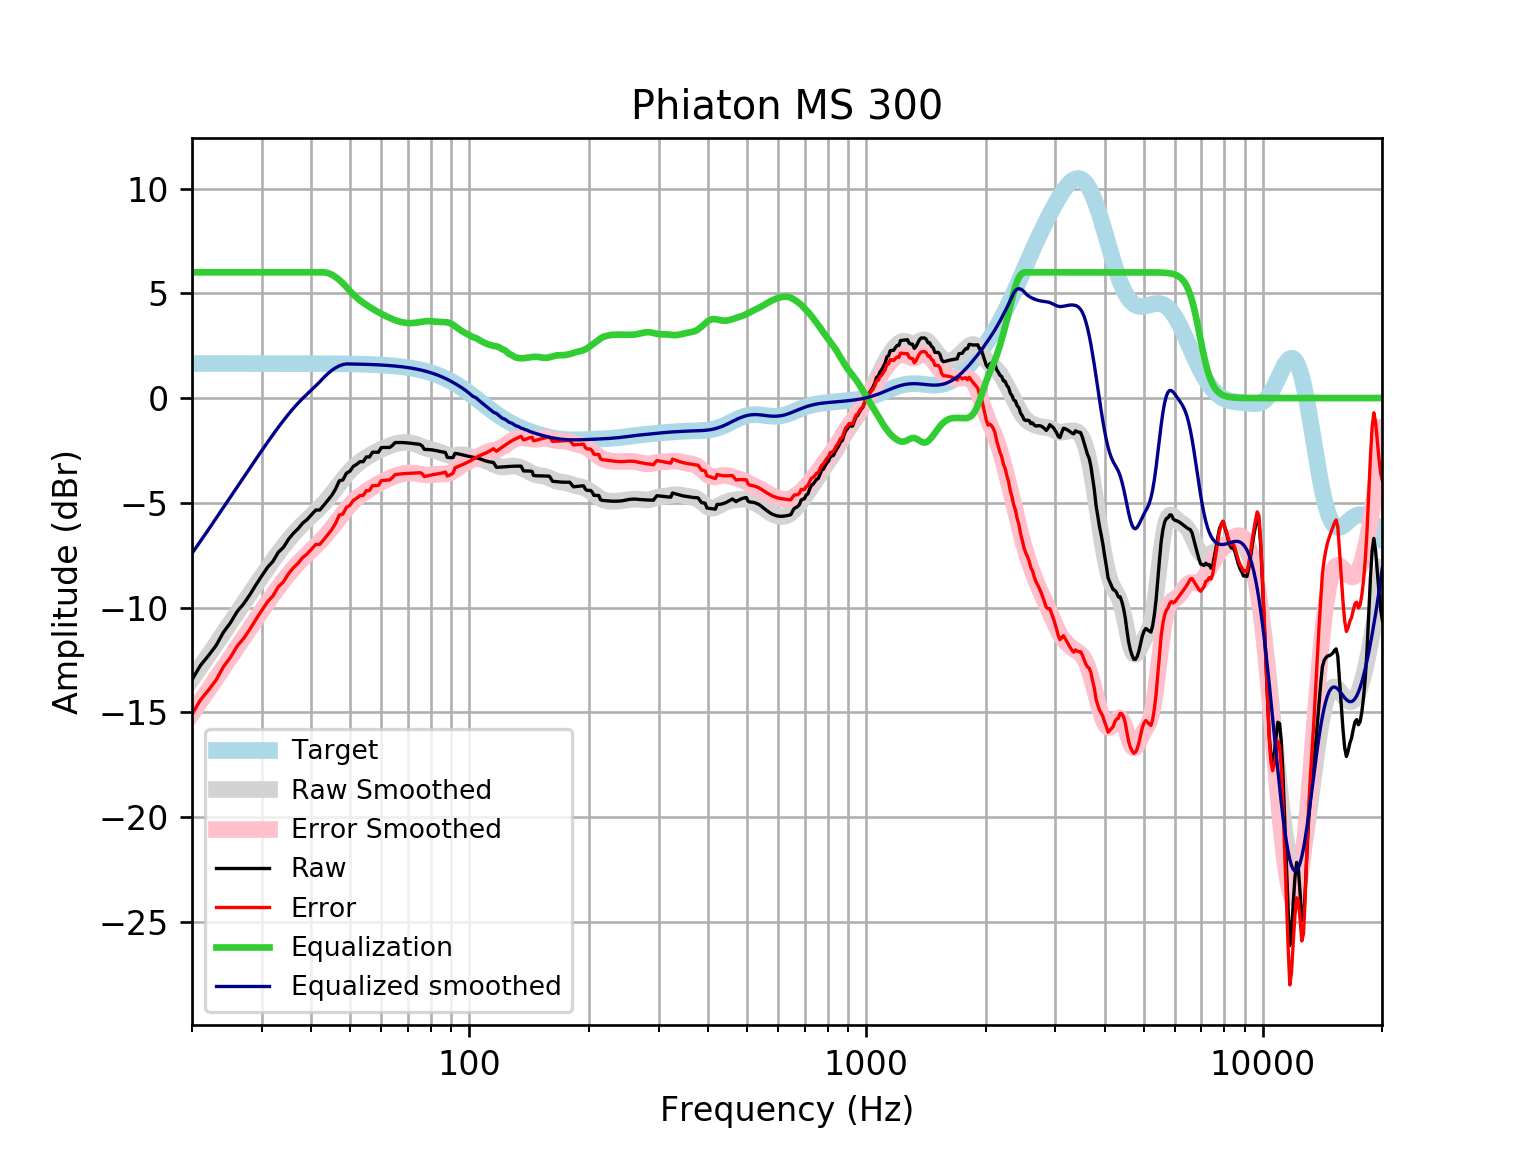 Phiaton MS 300
Amplitude (dBr)
10
5
0
−5
−10
−15
−20
−25
Target
Raw Smoothed
Error Smoothed
Raw
Error
Equalization
Equalized smoothed
100
1000
10000
Frequency (Hz)